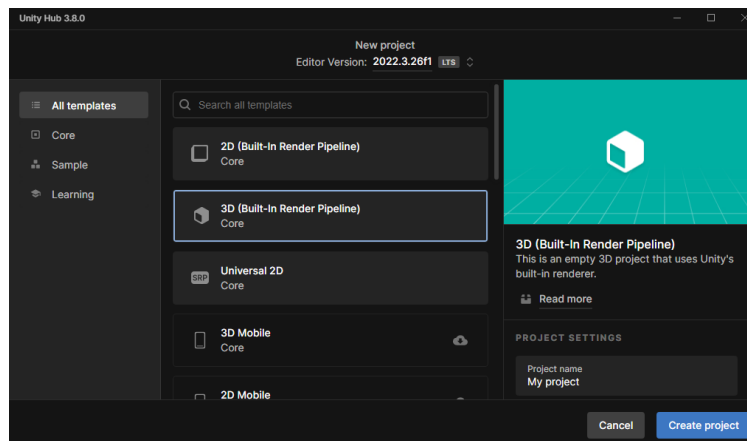 Unity Hub 3.8.0
New project
Editor Version: 2022.3.26f1 LTS
All templates
Core
Sample
Learning
Search all templates
2D (Built-In Render Pipeline)
Core
3D (Built-In Render Pipeline)
Core
SRP
Universal 2D
Core
3D Mobile
Core
2D Mobile
3D (Built-In Render Pipeline)
This is an empty 3D project that uses Unity's
built-in renderer.
Read more
PROJECT SETTINGS
Project name
My project
Cancel
Create project